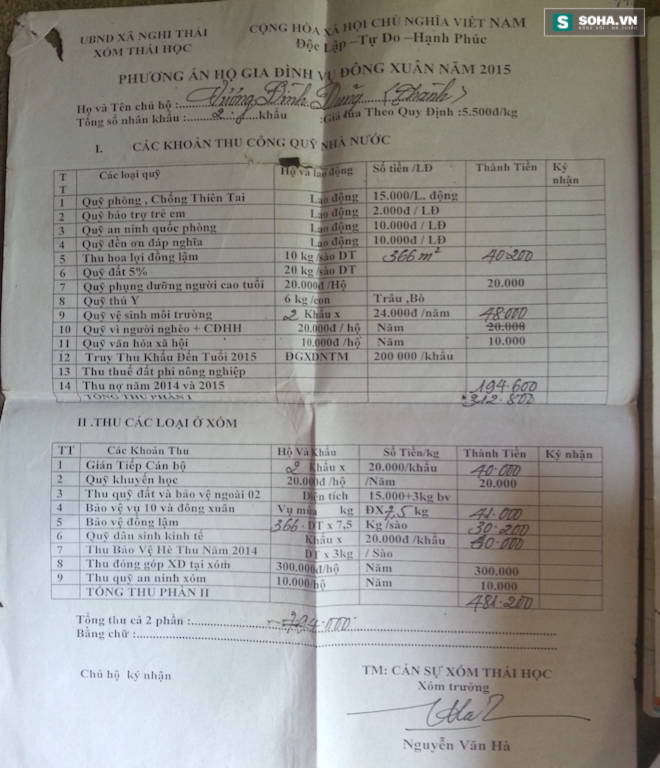 SOHA.VN
UBND XÃ NGHI THÁI
XÓM THÁI HỌC
CỘNG HÒA XÃ HỘI CHỦ NGHĨA VIỆT NAM
Độc Lập –Tự Do –Hạnh Phúc
PHƯƠNG ÁN HỘ GIA ĐÌNH VỤ ĐÔNG XUÂN NĂM 2015
Họ và Tên chủ hộ : Vương Đình Dung (Thành)
Tổng số nhân khẩu : 2 khẩu :Giá lúa Theo Quy Định :5.500đ/kg
I. CÁC KHOẢN THU CÔNG QUỸ NHÀ NƯỚC
TT Các loại quỹ Hộ và lao động Số tiền /LĐ Thành Tiền Ký nhận
1 Quỹ phòng , Chống Thiên Tai Lao động 15.000/L. động
2 Quỹ bảo trợ trẻ em Lao động 2.000đ / LĐ
3 Quỹ an ninh quốc phòng Lao động 10.000đ / LĐ
4 Quỹ đền ơn đáp nghĩa Lao động 10.000đ / LĐ
5 Thu hoa lợi đồng lậm 10 kg /sào DT 366 m² 40.200
6 Quỹ đất 5% 20 kg /sào DT
7 Quỹ phụng dưỡng người cao tuổi 20.000đ /Hộ 20.000
8 Quỹ thú Y 6 kg /con Trâu ,Bò
9 Quỹ vệ sinh môi trường 2 Khẩu x 24.000đ /năm 48.000
10 Quỹ vì người nghèo + CĐHH 20.000đ / hộ Năm 20.000
11 Quỹ văn hóa xã hội 10.000đ /hộ Năm 10.000
12 Truy Thu Khẩu Đến Tuổi 2015 ĐGXDNTM 200 000 /khẩu
13 Thu thuế đất phi nông nghiệp
14 Thu nợ năm 2014 và 2015 194.600
TỔNG THU PHẦN I 312.800
II .THU CÁC LOẠI Ở XÓM
TT Các Khoản Thu Hộ Và Khẩu Số Tiền/kg Thành Tiền Ký nhận
1 Gián Tiếp Cán bộ 2 Khẩu x 20.000/khẩu 40.000
2 Quỹ khuyến học 20.000đ /hộ /Năm 20.000
3 Thu quỹ đất và bảo vệ ngoài 02 Diện tích 15.000+3kg bv
4 Bảo vệ vụ 10 và đông xuân Vụ mùa kg ĐX 7,5 kg 41.000
5 Bảo vệ đồng lậm 366 DT x 7,5 Kg /sào 30.200
6 Quỹ dân sinh kinh tế Khẩu x 20.000đ /khẩu 40.000
7 Thu Bảo Vệ Hè Thu Năm 2014 DT x 3kg / Sào
8 Thu đóng góp XD tại xóm 300.000đ/hộ Năm 300.000
9 Thu quỹ an ninh xóm 10.000/hộ Năm 10.000
TỔNG THU PHẦN II 481.200
Tổng thu cả 2 phần : 794.000
Bằng chữ :
Chủ hộ ký nhận
TM: CÁN SỰ XÓM THÁI HỌC
Xóm trưởng
Nguyễn Văn Hà